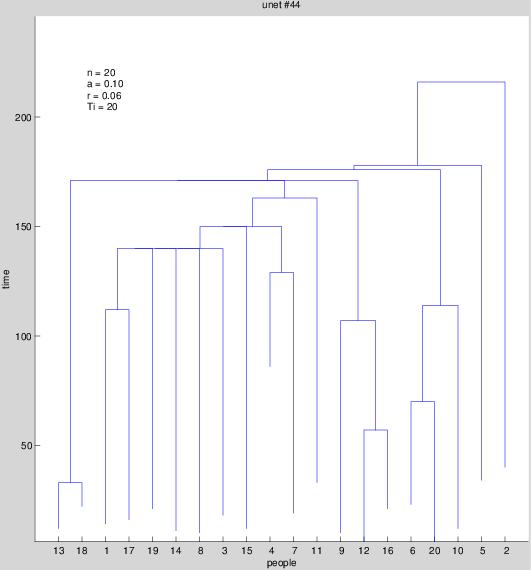 unet #44
n = 20
a = 0.10
r = 0.06
Ti = 20
200
150
100
50
time
13 18 1 17 19 14 8 3 15 4 7 11 9 12 16 6 20 10 5 2
people